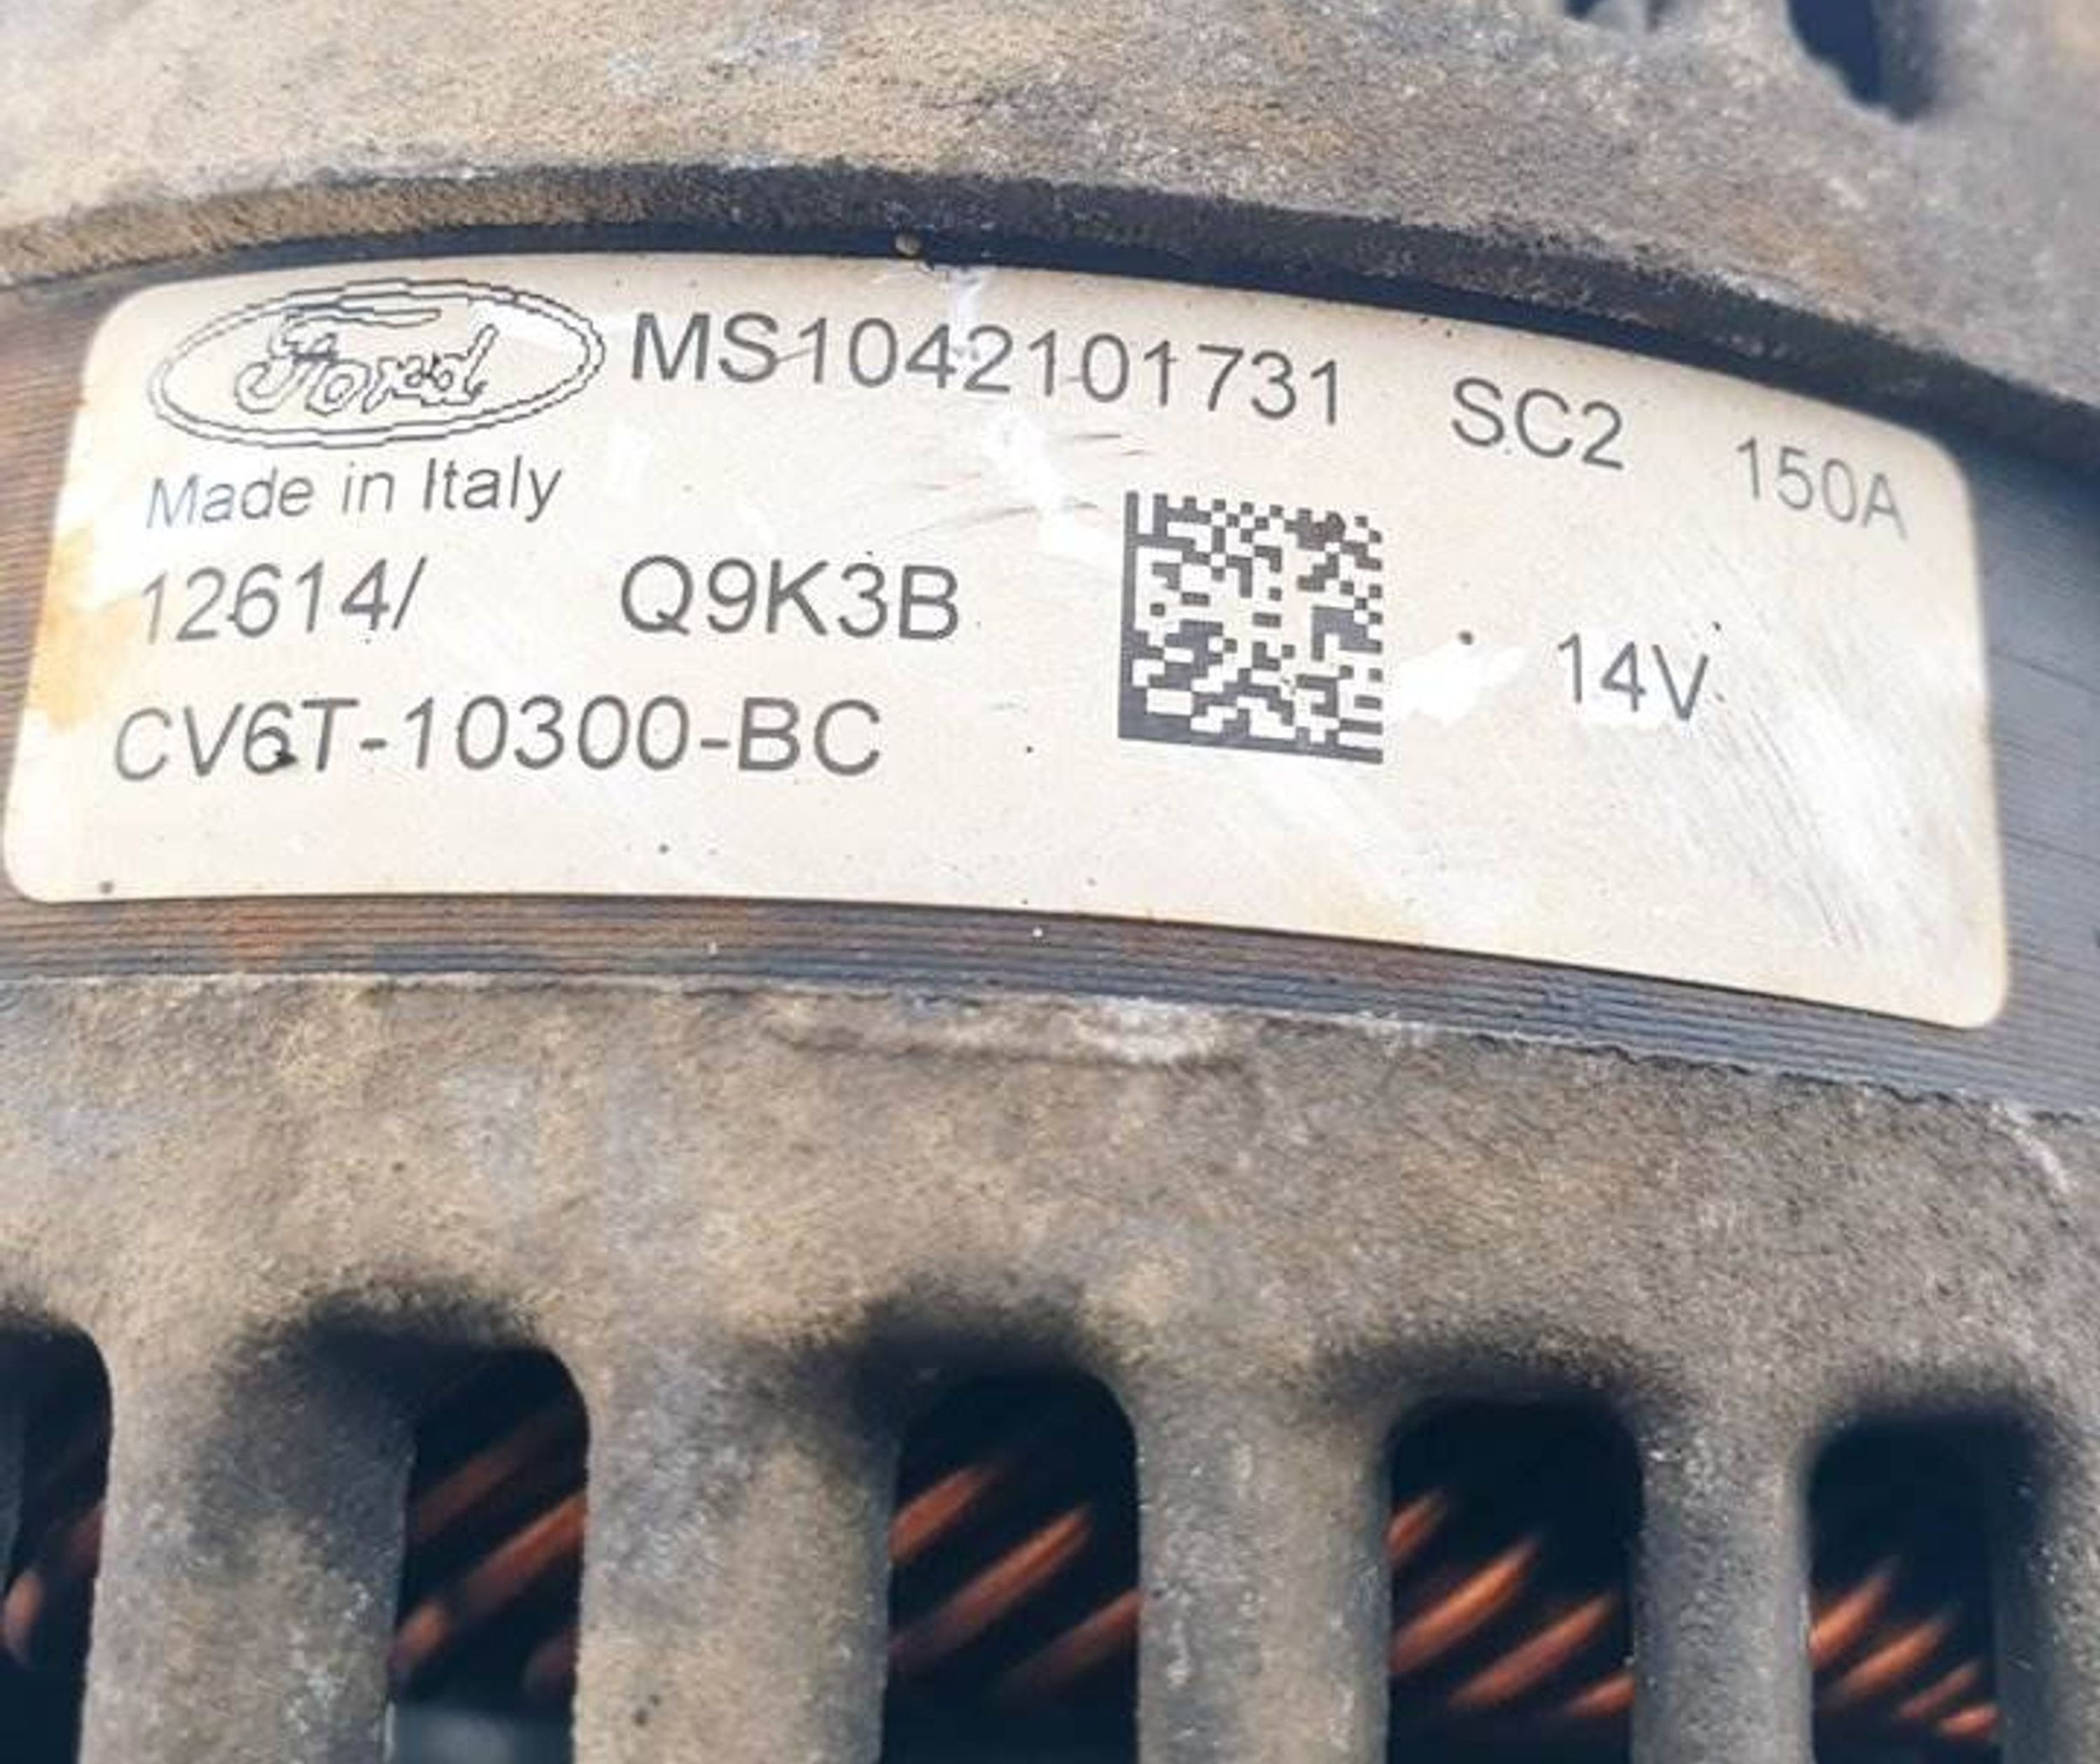 Ford MS1042101731 SC2 150A
Made in Italy
12614/ Q9K3B 14V
CV6T-10300-BC